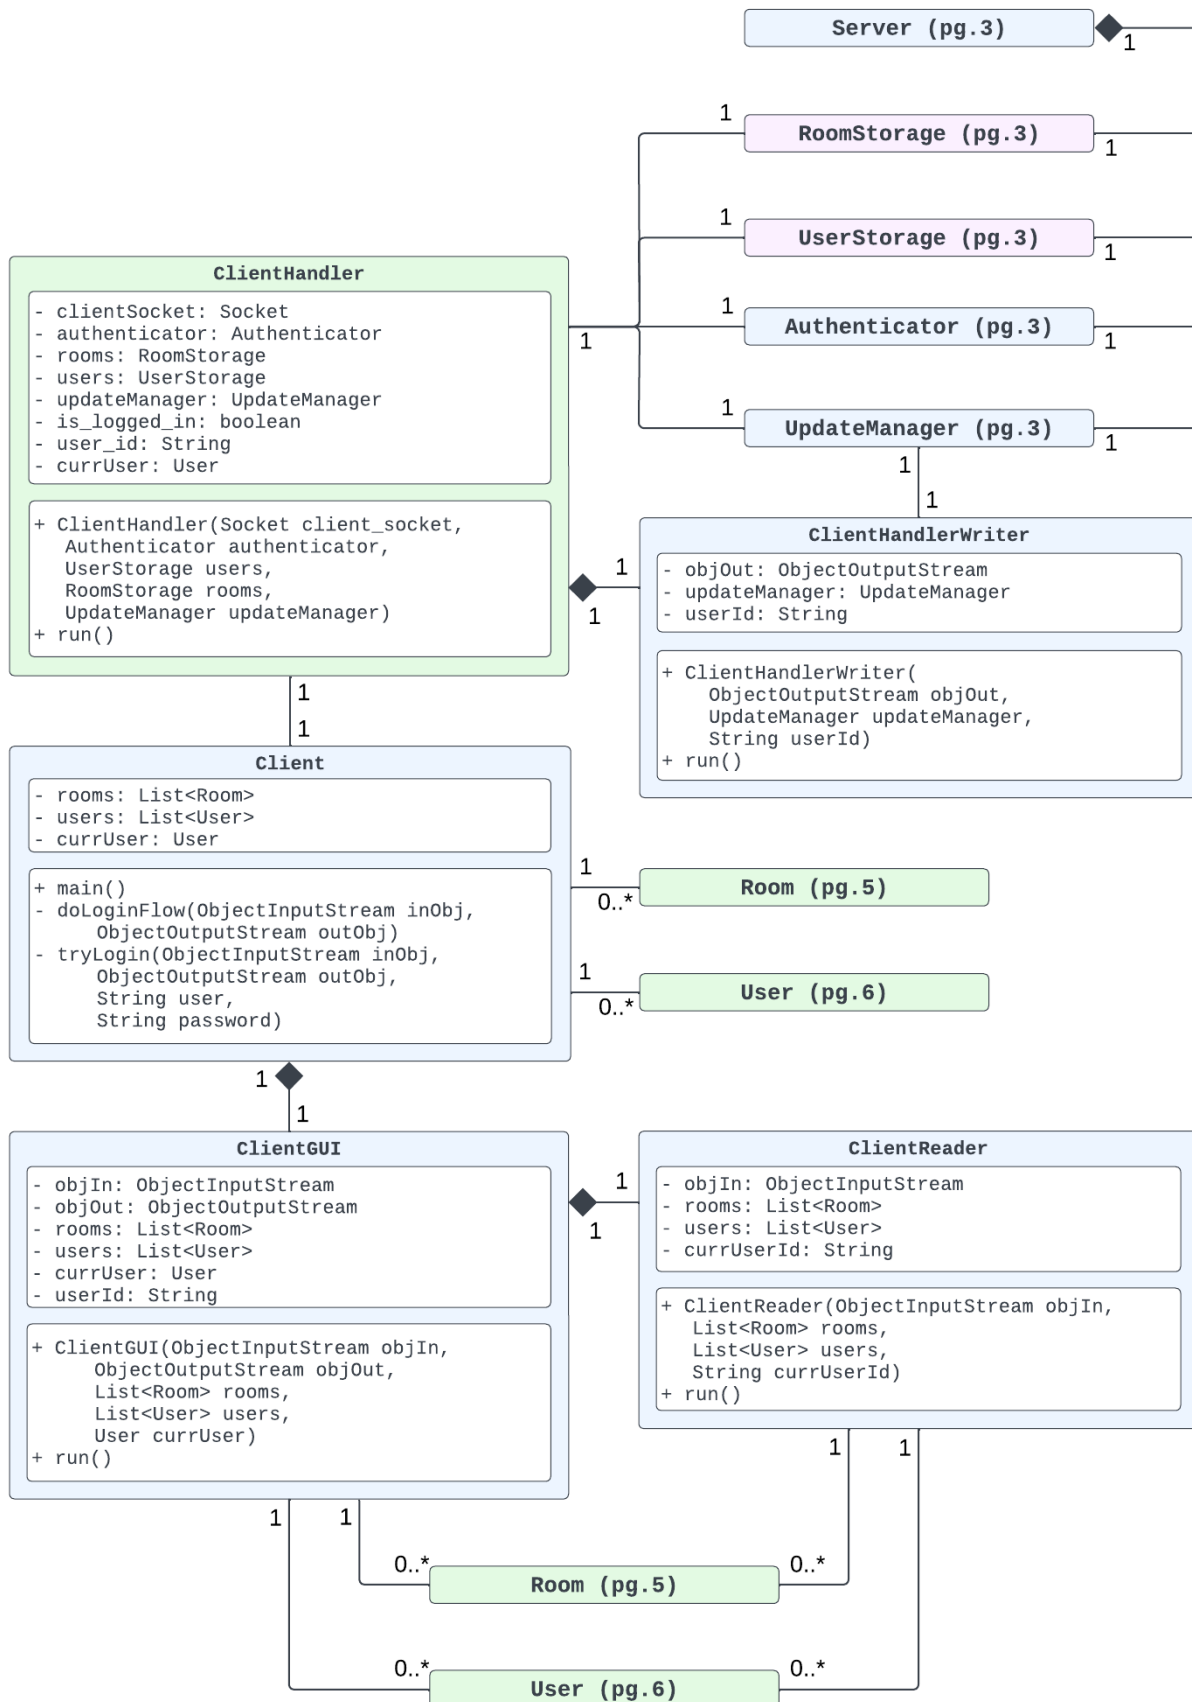 Server (pg.3)
1
1
RoomStorage (pg.3)
1
1
UserStorage (pg.3)
1
1
Authenticator (pg.3)
1
1
UpdateManager (pg.3)
1
1
1
1
ClientHandler
- clientSocket: Socket
- authenticator: Authenticator
- rooms: RoomStorage
- users: UserStorage
- updateManager: UpdateManager
- is_logged_in: boolean
- user_id: String
- currUser: User
+ ClientHandler(Socket client_socket,
Authenticator authenticator,
UserStorage users,
RoomStorage rooms,
UpdateManager updateManager)
+ run()
1
1
ClientHandlerWriter
- objOut: ObjectOutputStream
- updateManager: UpdateManager
- userId: String
+ ClientHandlerWriter(
ObjectOutputStream objOut,
UpdateManager updateManager,
String userId)
+ run()
1
1
Client
- rooms: List<Room>
- users: List<User>
- currUser: User
+ main()
- doLoginFlow(ObjectInputStream inObj,
ObjectOutputStream outObj)
- tryLogin(ObjectInputStream inObj,
ObjectOutputStream outObj,
String user,
String password)
1
0..*
Room (pg.5)
1
0..*
User (pg.6)
1
1
ClientGUI
- objIn: ObjectInputStream
- objOut: ObjectOutputStream
- rooms: List<Room>
- users: List<User>
- currUser: User
- userId: String
+ ClientGUI(ObjectInputStream objIn,
ObjectOutputStream objOut,
List<Room> rooms,
List<User> users,
User currUser)
+ run()
1
1
ClientReader
- objIn: ObjectInputStream
- rooms: List<Room>
- users: List<User>
- currUserId: String
+ ClientReader(ObjectInputStream objIn,
List<Room> rooms,
List<User> users,
String currUserId)
+ run()
1
1
1
1
0..*
Room (pg.5)
0..*
0..*
User (pg.6)
0..*